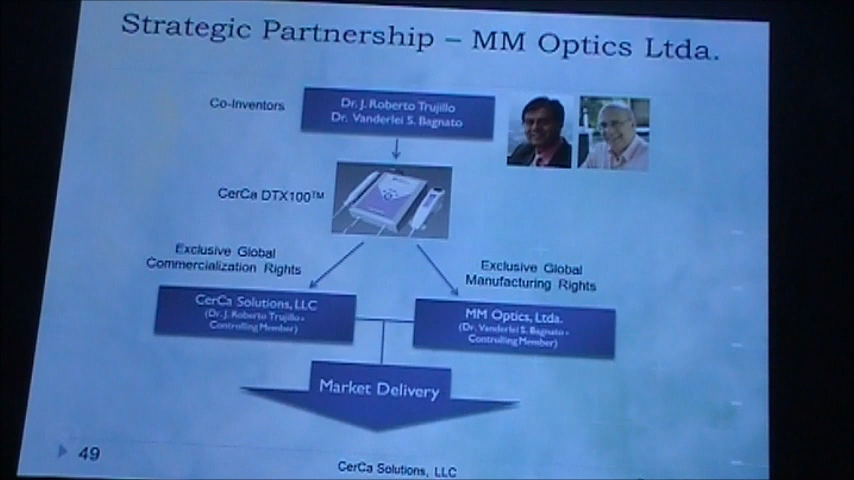 Strategic Partnership – MM Optics Ltda.
Co-Inventors
Dr. J. Roberto Trujillo
Dr. Vanderlei S. Bagnato
CerCa DTX100™
Exclusive Global
Commercialization Rights
Exclusive Global
Manufacturing Rights
CerCa Solutions, LLC
(Dr. J. Roberto Trujillo -
Controlling Member)
MM Optics, Ltda.
(Dr. Vanderlei S. Bagnato -
Controlling Member)
Market Delivery
49
CerCa Solutions, LLC